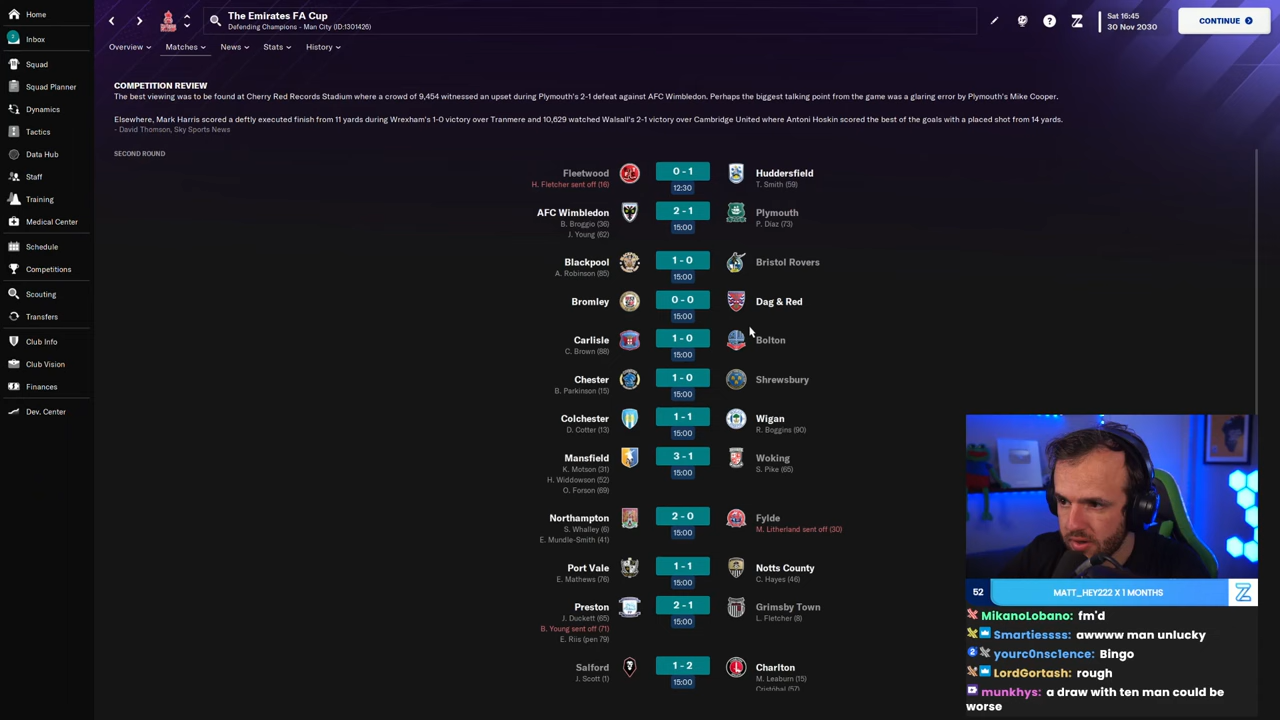 Home
The Emirates FA Cup
Defending Champions - Man City (ID:1301426)
Sat 16:45
30 Nov 2030
CONTINUE
2
Inbox
Overview
Matches
News
Stats
History
Squad
Squad Planner
Dynamics
Tactics
Data Hub
Staff
Training
Medical Center
Schedule
Competitions
Scouting
Transfers
Club Info
Club Vision
Finances
Dev. Center
COMPETITION REVIEW
The best viewing was to be found at Cherry Red Records Stadium where a crowd of 9,454 witnessed an upset during Plymouth's 2-1 defeat against AFC Wimbledon. Perhaps the biggest talking point from the game was a glaring error by Plymouth's Mike Cooper.
Elsewhere, Mark Harris scored a deftly executed finish from 11 yards during Wrexham's 1-0 victory over Tranmere and 10,629 watched Walsall's 2-1 victory over Cambridge United where Antoni Hoskin scored the best of the goals with a placed shot from 14 yards.
- David Thomson, Sky Sports News
SECOND ROUND
Fleetwood 0 - 1 Huddersfield
H. Fletcher sent off (16) 12:30 T. Smith (59)
AFC Wimbledon 2 - 1 Plymouth
B. Broggio (36) 15:00 P. Diaz (73)
J. Young (62)
Blackpool 1 - 0 Bristol Rovers
A. Robinson (85) 15:00
Bromley 0 - 0 Dag & Red
15:00
Carlisle 1 - 0 Bolton
C. Brown (88) 15:00
Chester 1 - 0 Shrewsbury
B. Parkinson (15) 15:00
Colchester 1 - 1 Wigan
D. Cotter (13) 15:00 R. Boggins (90)
Mansfield 3 - 1 Woking
K. Motson (31) 15:00 S. Pike (65)
H. Widdowson (52)
O. Forson (69)
Northampton 2 - 0 Fylde
S. Whalley (6) 15:00 M. Litherland sent off (30)
E. Mundle-Smith (41)
Port Vale 1 - 1 Notts County
E. Mathews (76) 15:00 C. Hayes (46)
Preston 2 - 1 Grimsby Town
J. Duckett (65) 15:00 L. Fletcher (8)
B. Young sent off (71)
E. Riis (pen 79)
Salford 1 - 2 Charlton
J. Scott (1) 15:00 M. Leaburn (15)
Cristóbal (57)
52 MATT_HEY222 X 1 MONTHS
MikanoLobano: fm'd
Smartiessss: awwww man unlucky
yourc0nsc1ence: Bingo
LordGortash: rough
munkhys: a draw with ten man could be
worse